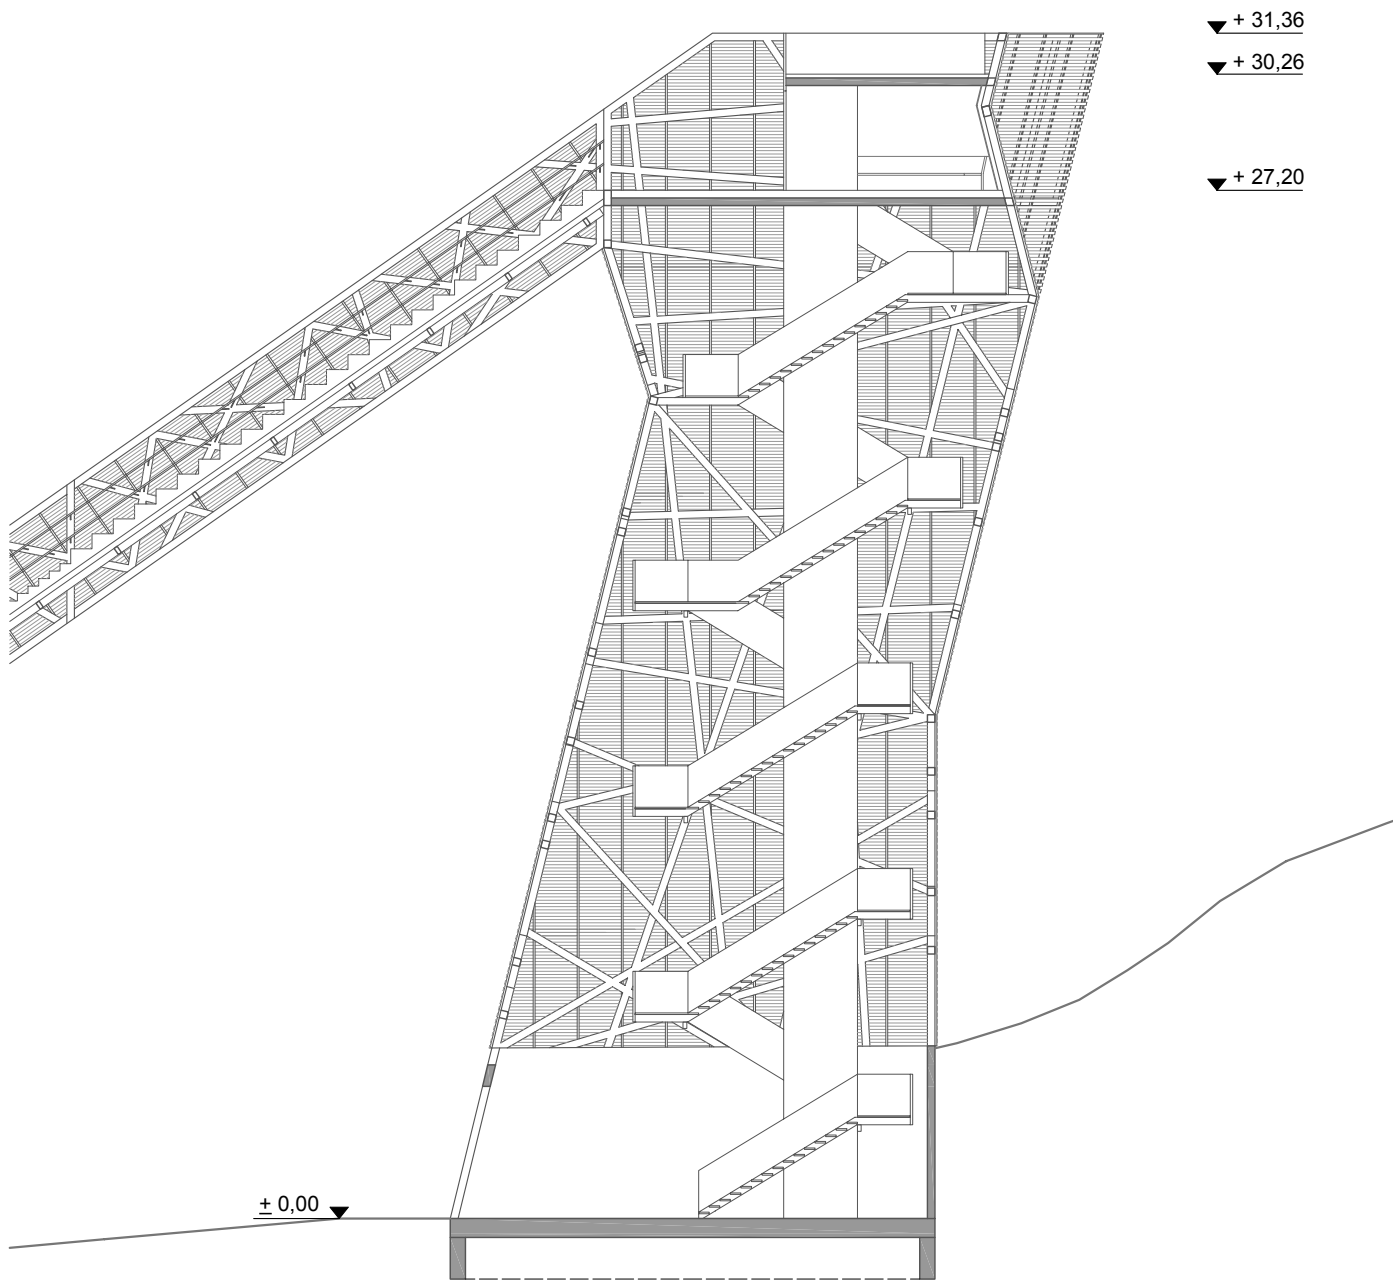 + 31,36
+ 30,26
+ 27,20
± 0,00